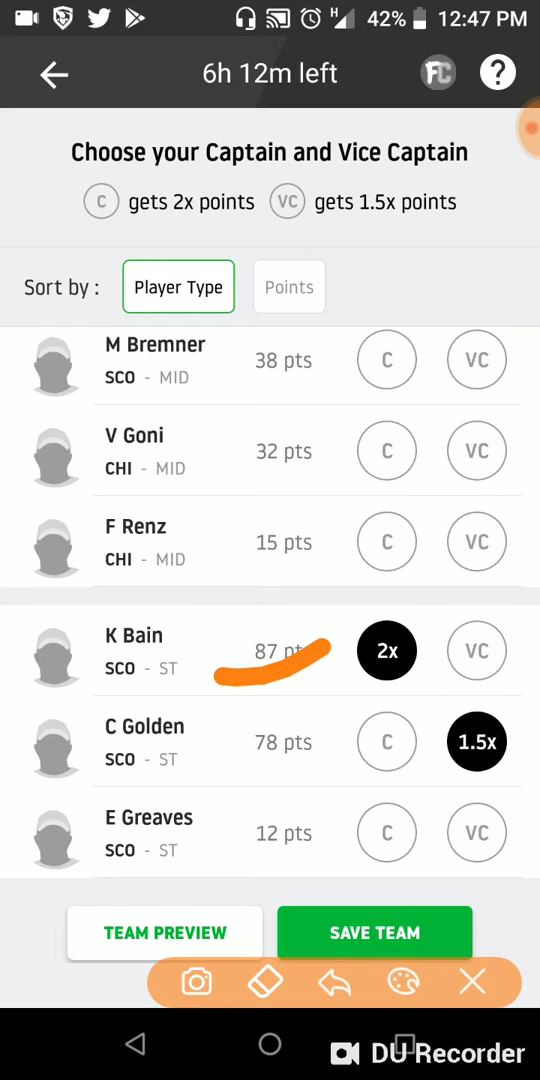 H 42% 12:47 PM
6h 12m left FC ?
Choose your Captain and Vice Captain
C gets 2x points VC gets 1.5x points
Sort by : Player Type Points
M Bremner
SCO - MID 38 pts C VC
V Goni
CHI - MID 32 pts C VC
F Renz
CHI - MID 15 pts C VC
K Bain
SCO - ST 87 pts 2x VC
C Golden
SCO - ST 78 pts C 1.5x
E Greaves
SCO - ST 12 pts C VC
TEAM PREVIEW SAVE TEAM
DU Recorder